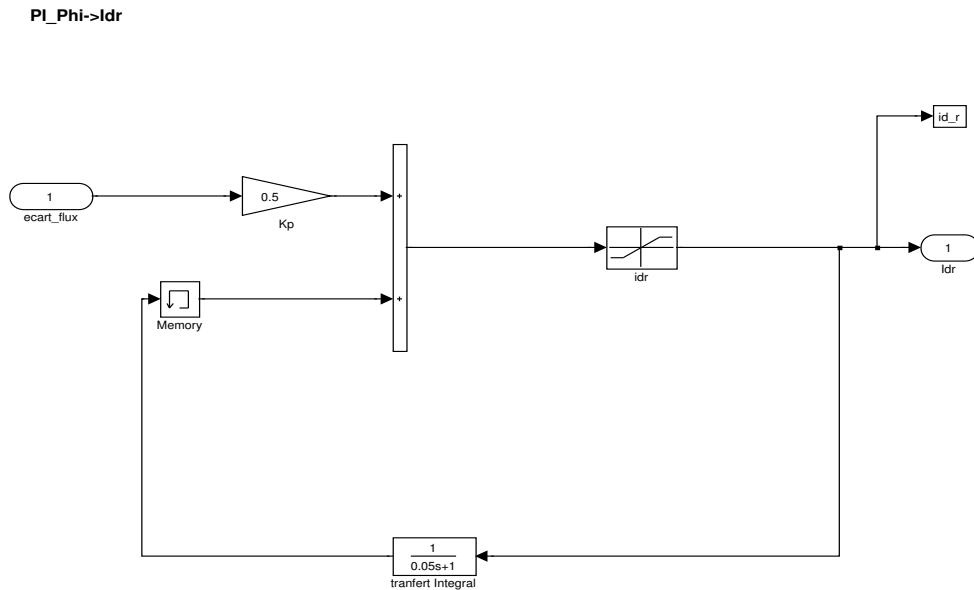 PI_Phi->Idr
id_r
1
ecart_flux
0.5
Kp
+
idr
1
Idr
Memory
+
1
0.05s+1
tranfert Integral